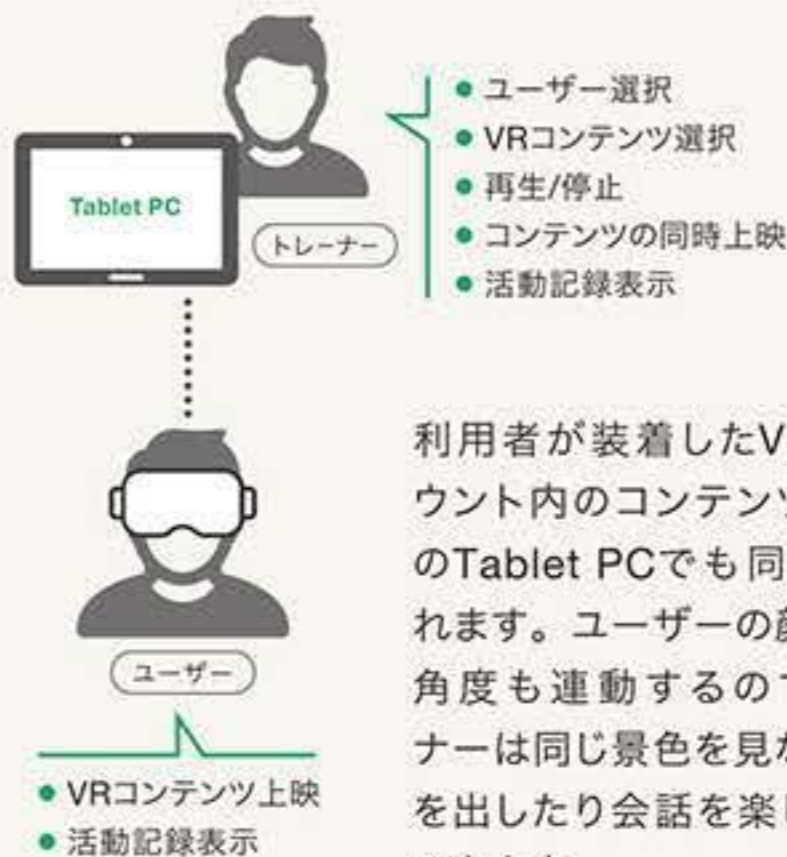 Tablet PC
トレーナー
● ユーザー選択
● VRコンテンツ選択
● 再生/停止
● コンテンツの同時上映
● 活動記録表示
利用者が装着したV
ウント内のコンテンツ
のTablet PCでも同
れます。ユーザーの顔
角度も連動するので
ナーは同じ景色を見な
を出したり会話を楽し
ユーザー
● VRコンテンツ上映
● 活動記録表示